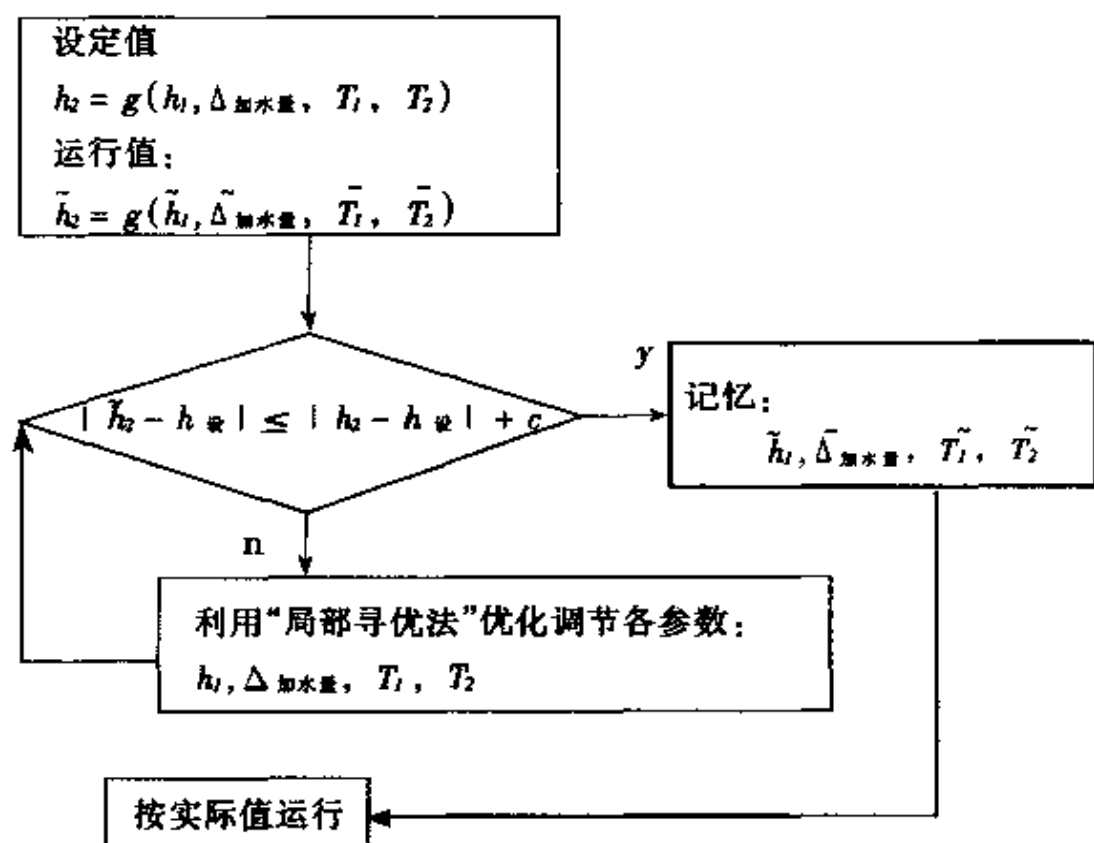 设定值
h₂ = g(h₁, Δ加水量, T₁, T₂)
运行值:
h̃₂ = g(h̃₁, Δ̃加水量, T̄₁, T̄₂)
| h̃₂ - h设 | ≤ | h₂ - h设 | + c
y
记忆:
h̃₁, Δ̄加水量, T̃₁, T̃₂
n
利用“局部寻优法”优化调节各参数:
h₁, Δ加水量, T₁, T₂
按实际值运行